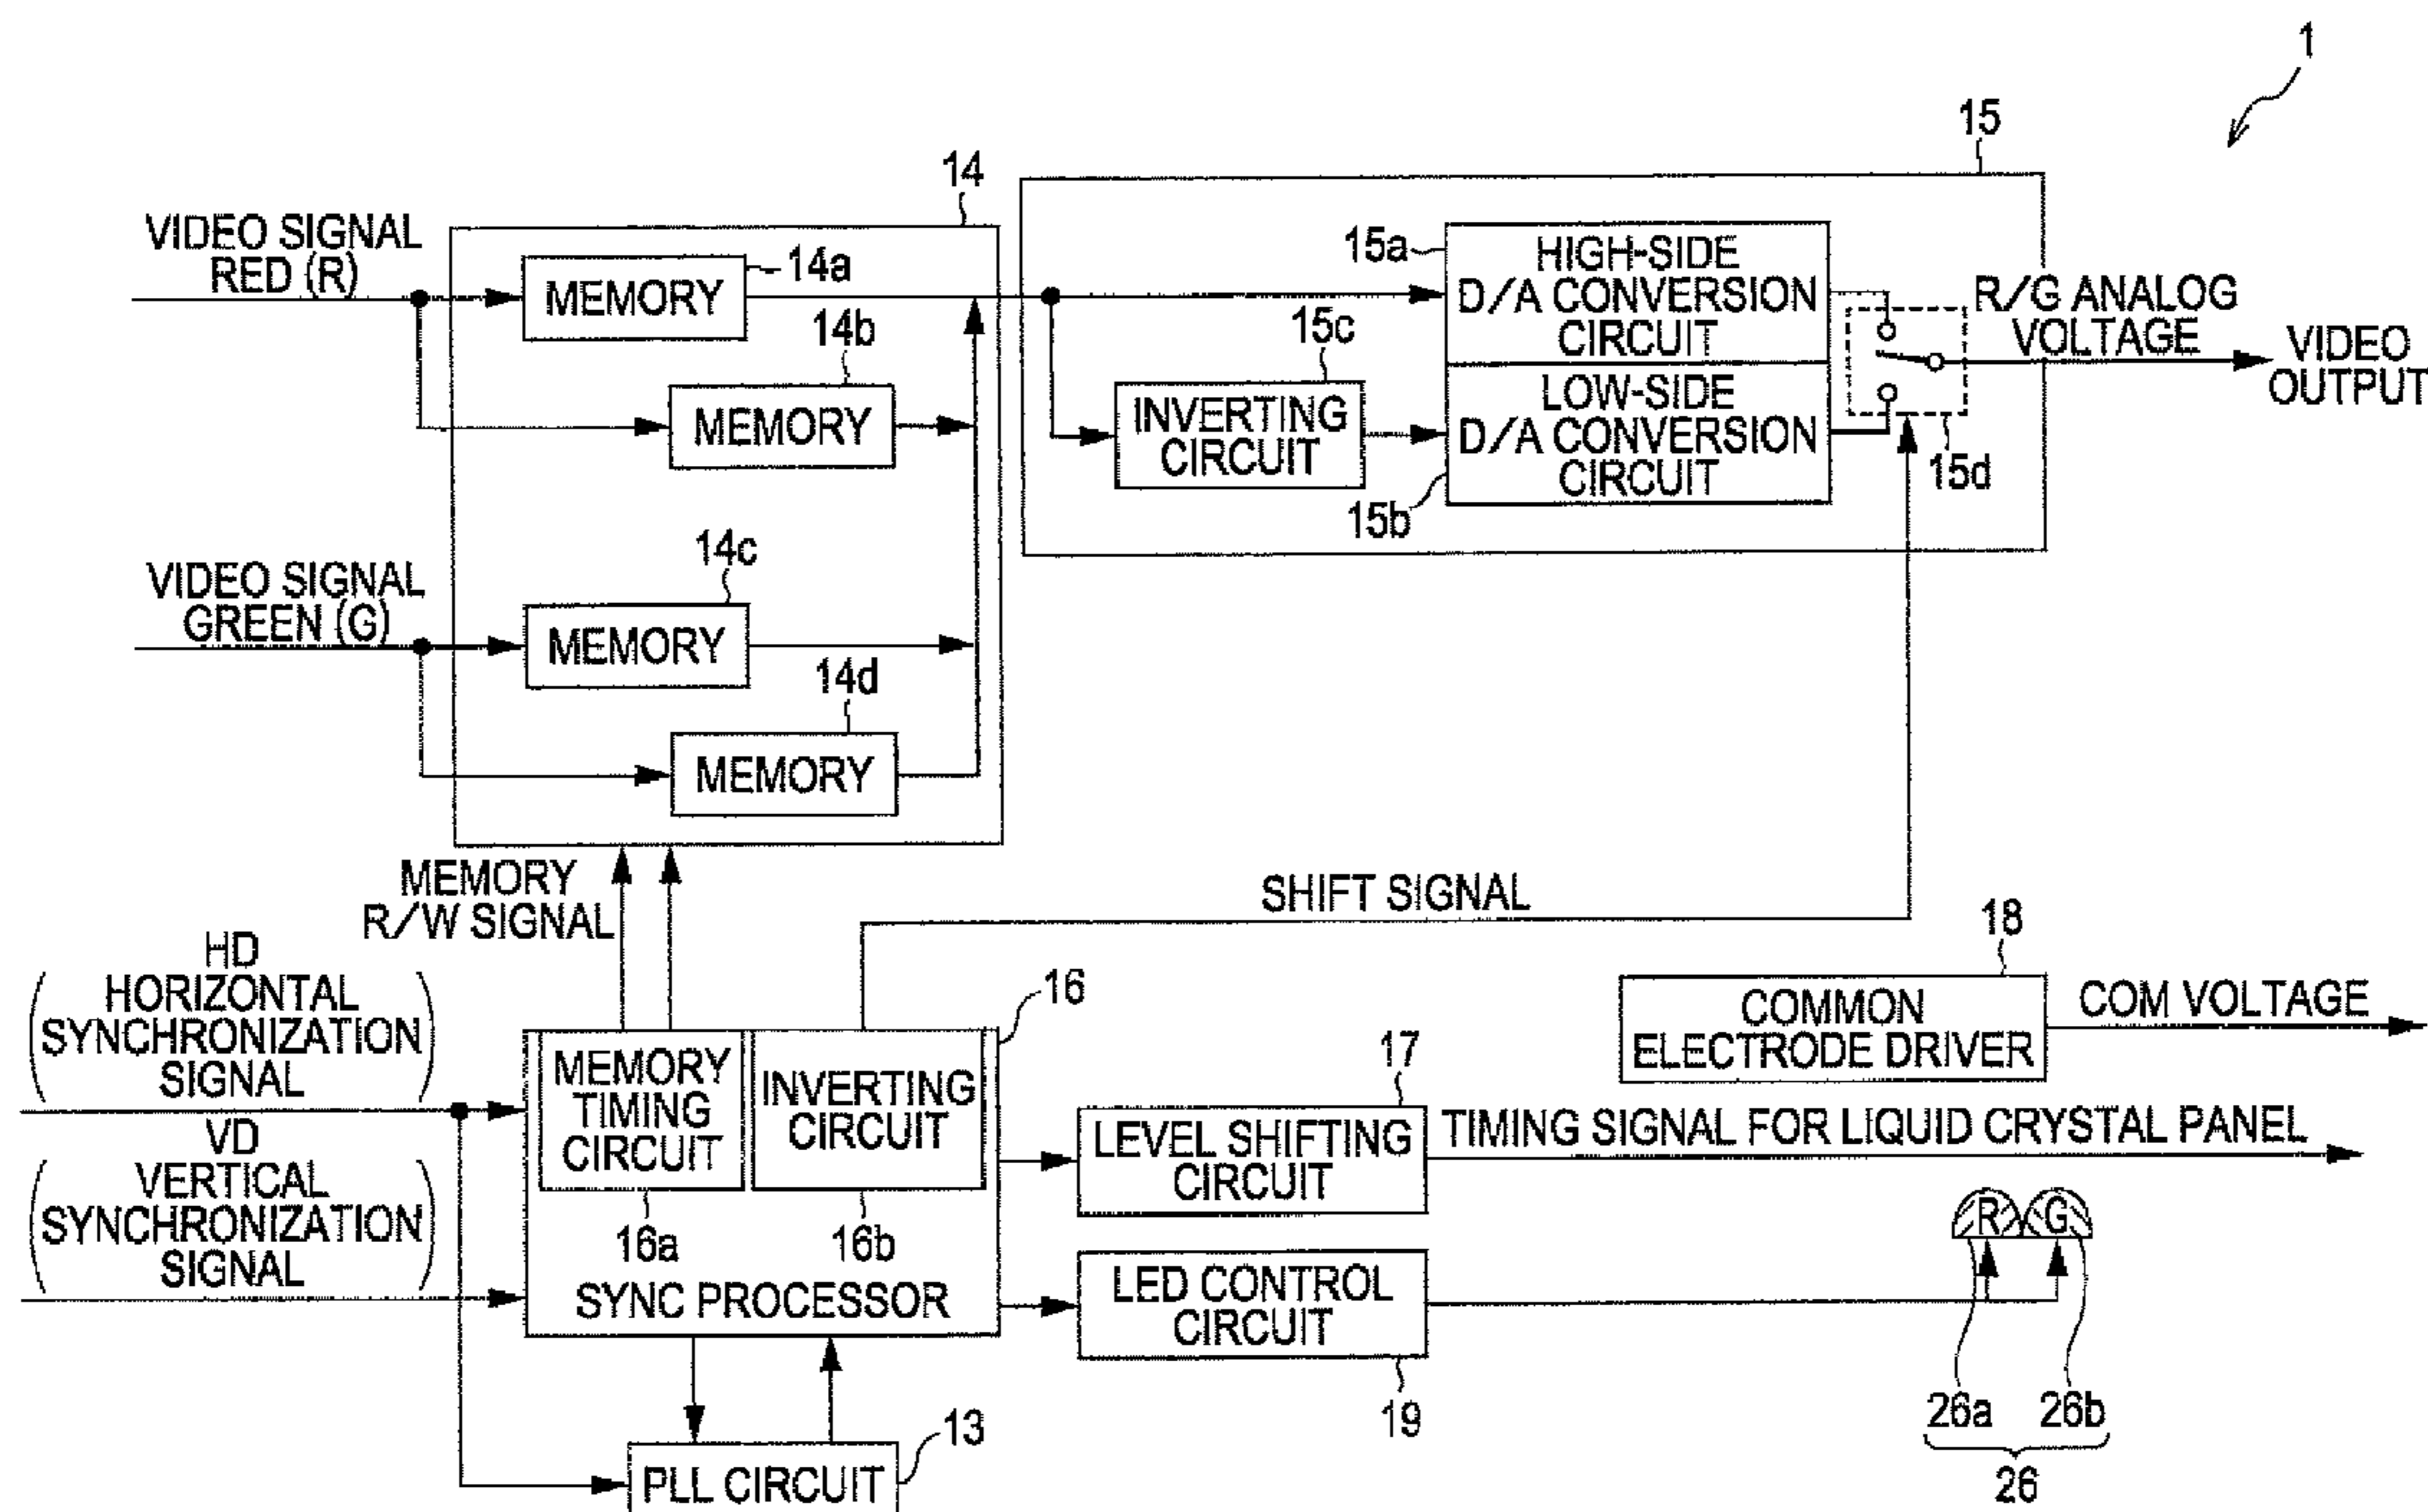 1
15
14
VIDEO SIGNAL
RED (R)
14a
MEMORY
14b
MEMORY
15a
HIGH-SIDE
D/A CONVERSION
CIRCUIT
15c
INVERTING
CIRCUIT
LOW-SIDE
D/A CONVERSION
CIRCUIT
15b
15d
R/G ANALOG
VOLTAGE
VIDEO
OUTPUT
VIDEO SIGNAL
GREEN (G)
14c
MEMORY
14d
MEMORY
MEMORY
R/W SIGNAL
SHIFT SIGNAL
HD
HORIZONTAL
SYNCHRONIZATION
SIGNAL
VD
VERTICAL
SYNCHRONIZATION
SIGNAL
16
MEMORY
TIMING
CIRCUIT
16a
INVERTING
CIRCUIT
16b
SYNC PROCESSOR
18
COMMON
ELECTRODE DRIVER
COM VOLTAGE
17
LEVEL SHIFTING
CIRCUIT
TIMING SIGNAL FOR LIQUID CRYSTAL PANEL
LED CONTROL
CIRCUIT
19
R
G
26a
26b
26
13
PLL CIRCUIT